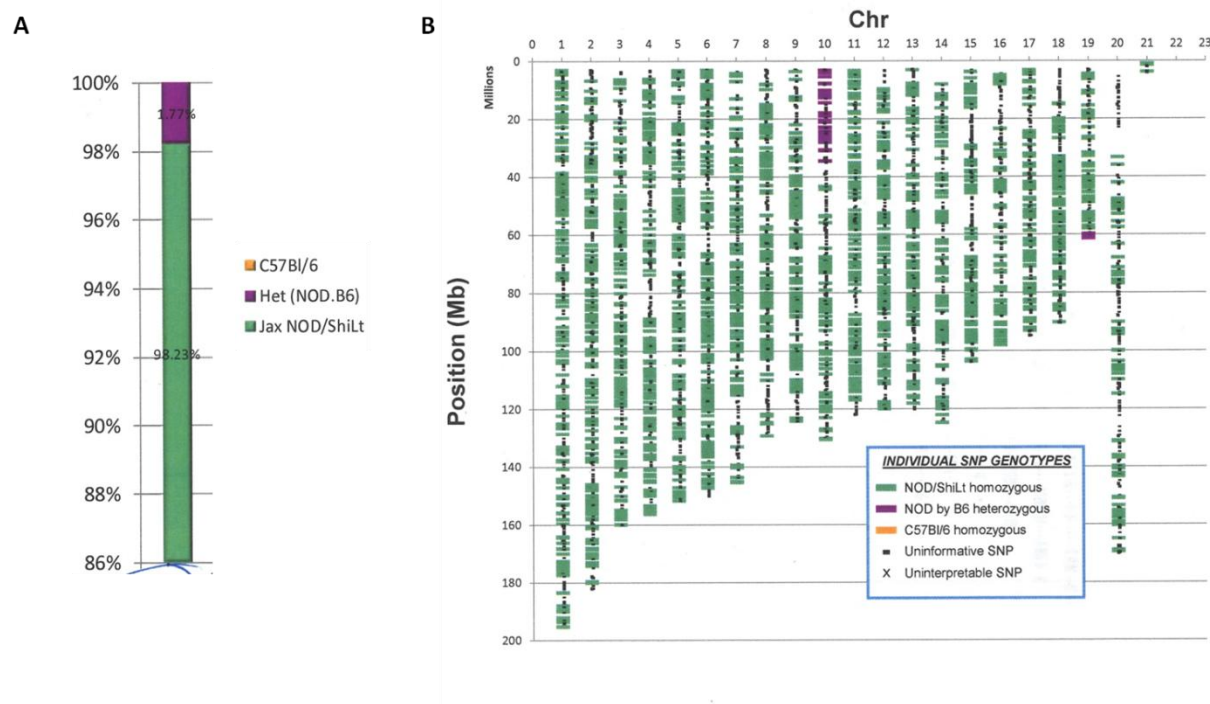 A
100%
98%
96%
94%
92%
90%
88%
86%
1.77%
98.23%
C57Bl/6
Het (NOD.B6)
Jax NOD/ShiLt
B
Chr
0 1 2 3 4 5 6 7 8 9 10 11 12 13 14 15 16 17 18 19 20 21 22 23
Millions
Position (Mb)
0
20
40
60
80
100
120
140
160
180
200
INDIVIDUAL SNP GENOTYPES
NOD/ShiLt homozygous
NOD by B6 heterozygous
C57Bl/6 homozygous
Uninformative SNP
x Uninterpretable SNP